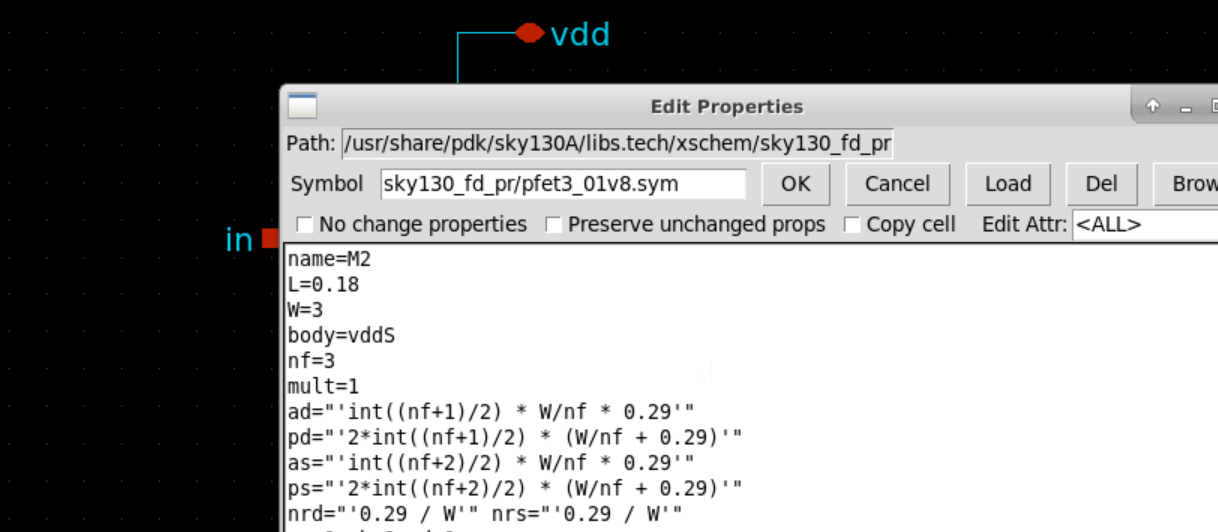 vdd
Edit Properties
Path: /usr/share/pdk/sky130A/libs.tech/xschem/sky130_fd_pr
Symbol sky130_fd_pr/pfet3_01v8.sym OK Cancel Load Del Brow
No change properties Preserve unchanged props Copy cell Edit Attr: <ALL>
in
name=M2
L=0.18
W=3
body=vddS
nf=3
mult=1
ad="'int((nf+1)/2) * W/nf * 0.29'"
pd="'2*int((nf+1)/2) * (W/nf + 0.29)'"
as="'int((nf+2)/2) * W/nf * 0.29'"
ps="'2*int((nf+2)/2) * (W/nf + 0.29)'"
nrd="'0.29 / W'" nrs="'0.29 / W'"